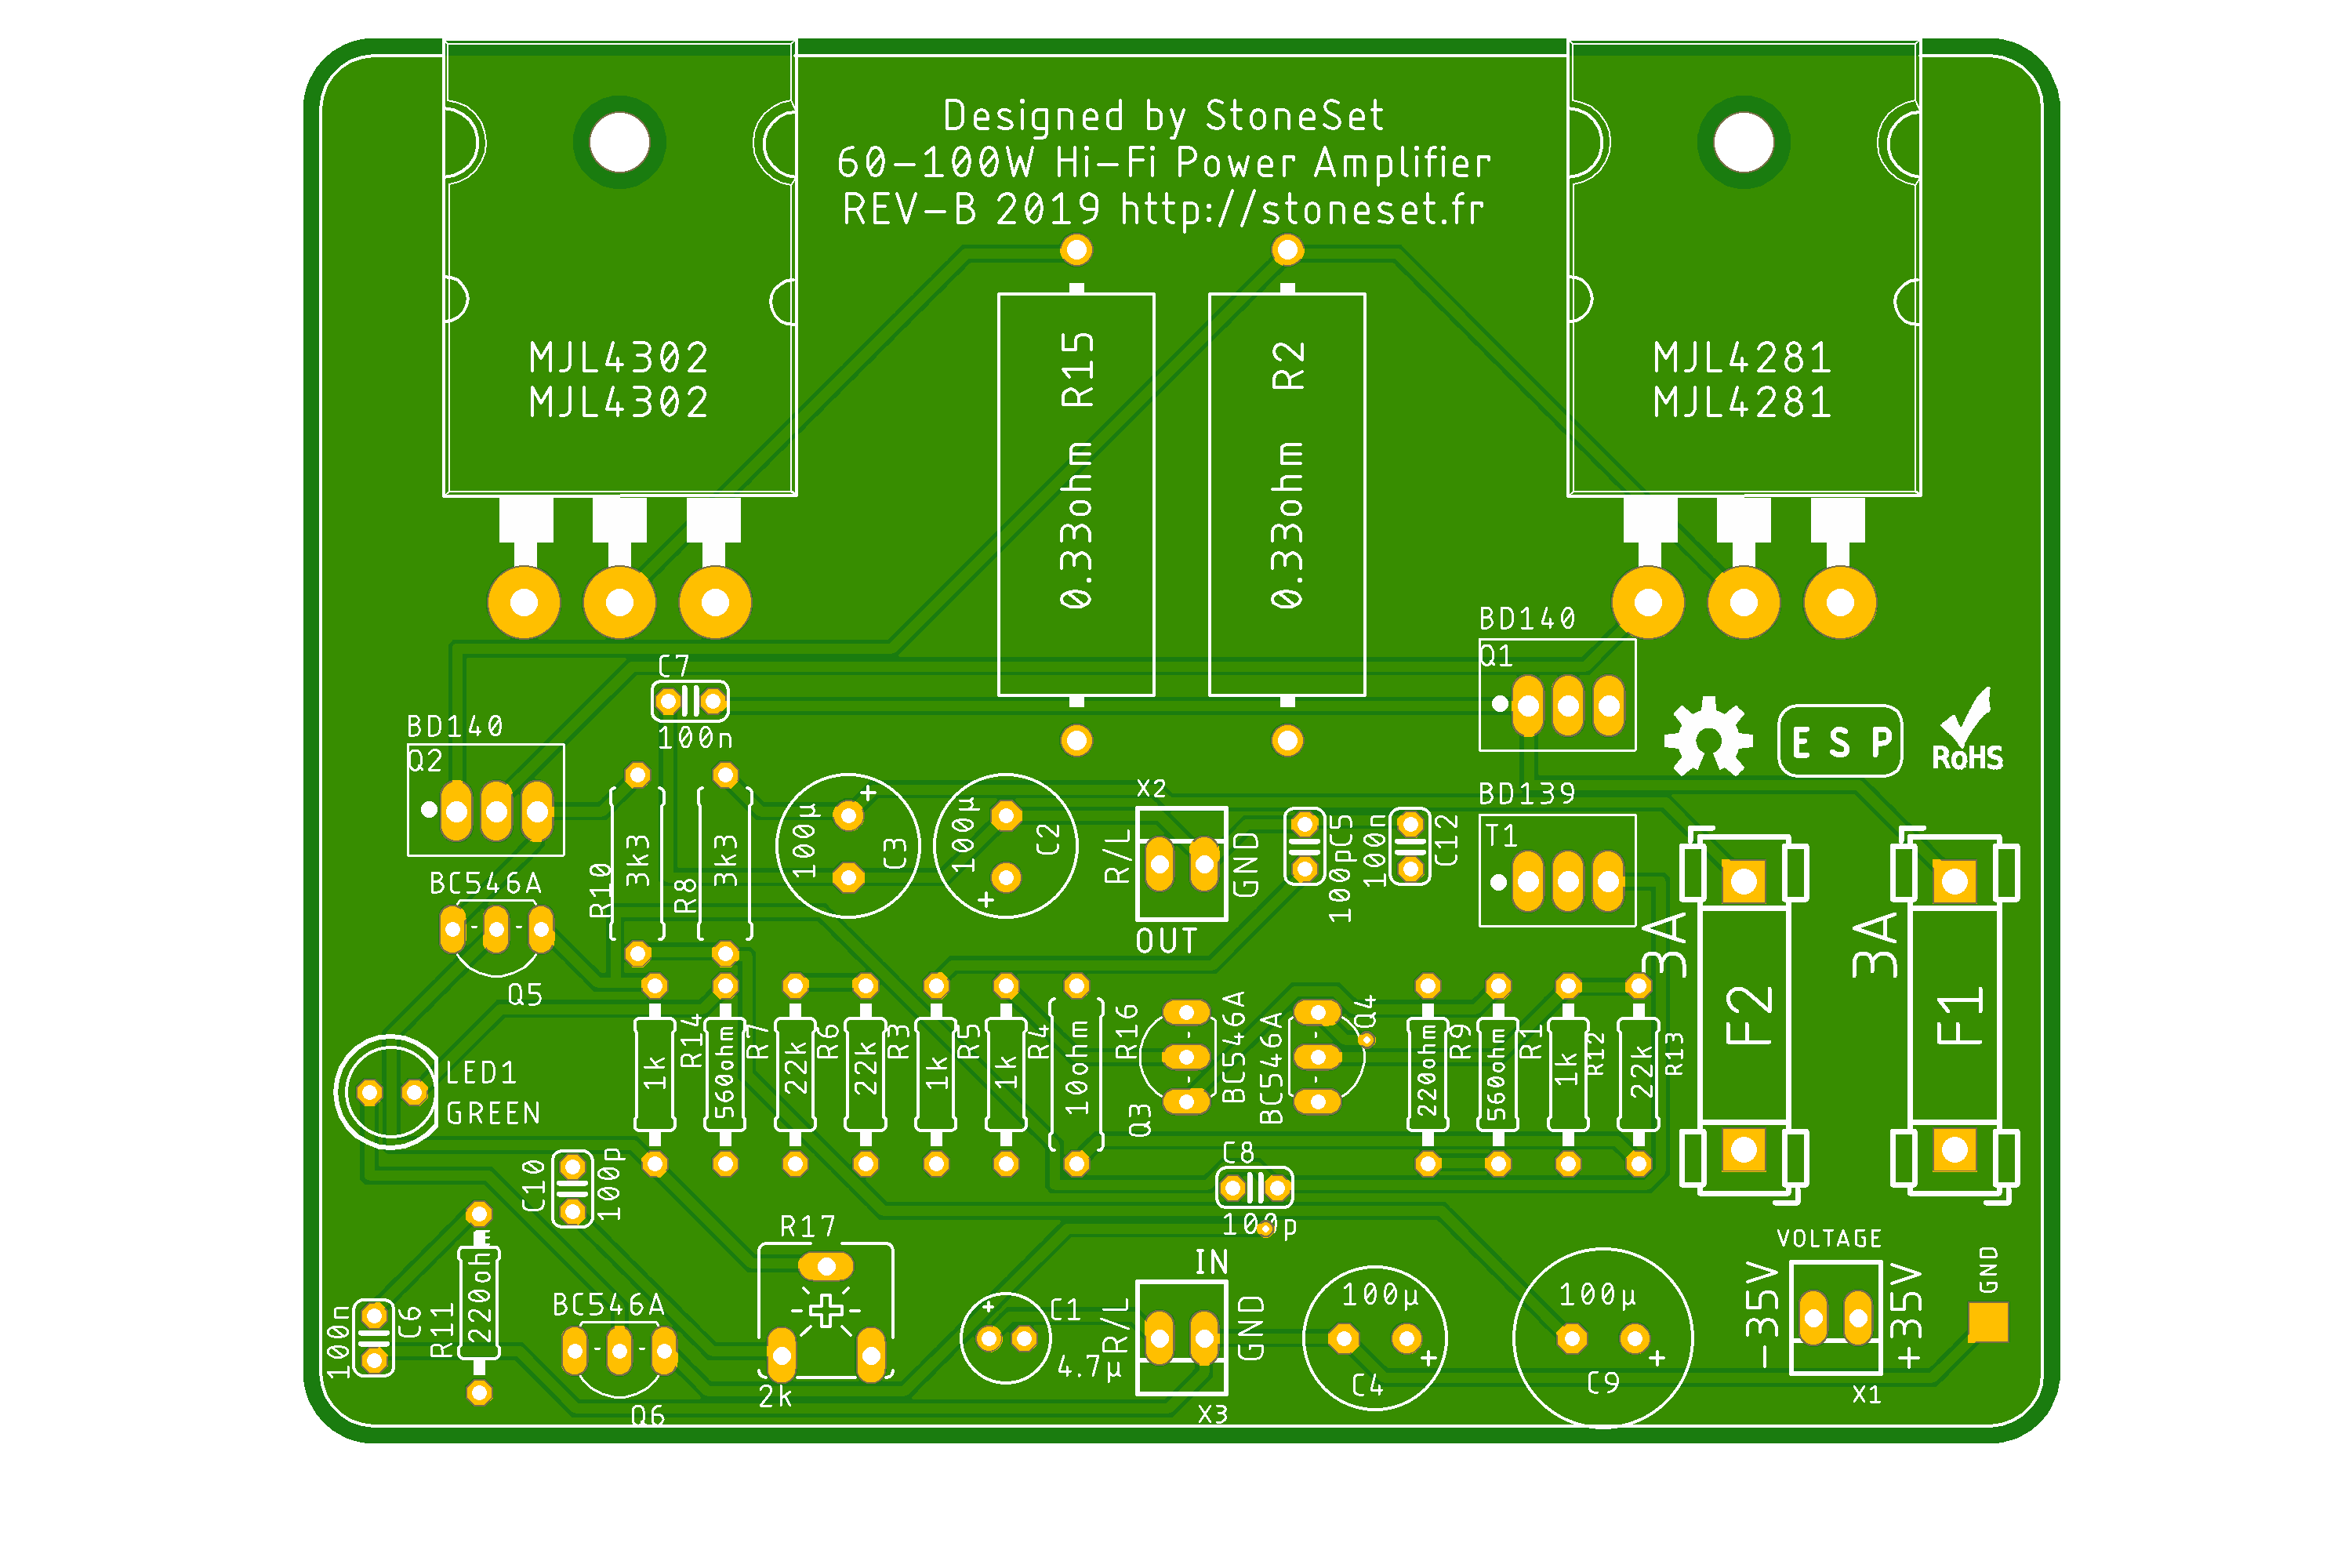 Designed by StoneSet
60-100W Hi-Fi Power Amplifier
REV-B 2019 http://stoneset.fr
MJL4302
MJL4302
0.33ohm R15
0.33ohm R2
MJL4281
MJL4281
BD140
Q1
C7
100n
BD140
Q2
E S P
RoHS
BD139
T1
X2
R/L
GND
OUT
100µ
C3
+
100µ
C2
+
100p
C5
100n
C12
BC546A
Q5
R10
3k3
R8
3k3
3A
F2
3A
F1
LED1
GREEN
1k
R14
560ohm
R7
22k
R6
22k
R3
1k
R5
1k
R4
10ohm
R16
Q3
BC546A
BC546A
Q4
220ohm
R9
560ohm
R1
1k
R12
22k
R13
C10
100p
C8
100p
R17
2k
100n
C6
R11
220ohm
BC546A
Q6
+
C1
4.7µ
IN
R/L
GND
X3
100µ
+
C4
100µ
+
C9
VOLTAGE
-35V
+35V
X1
GND